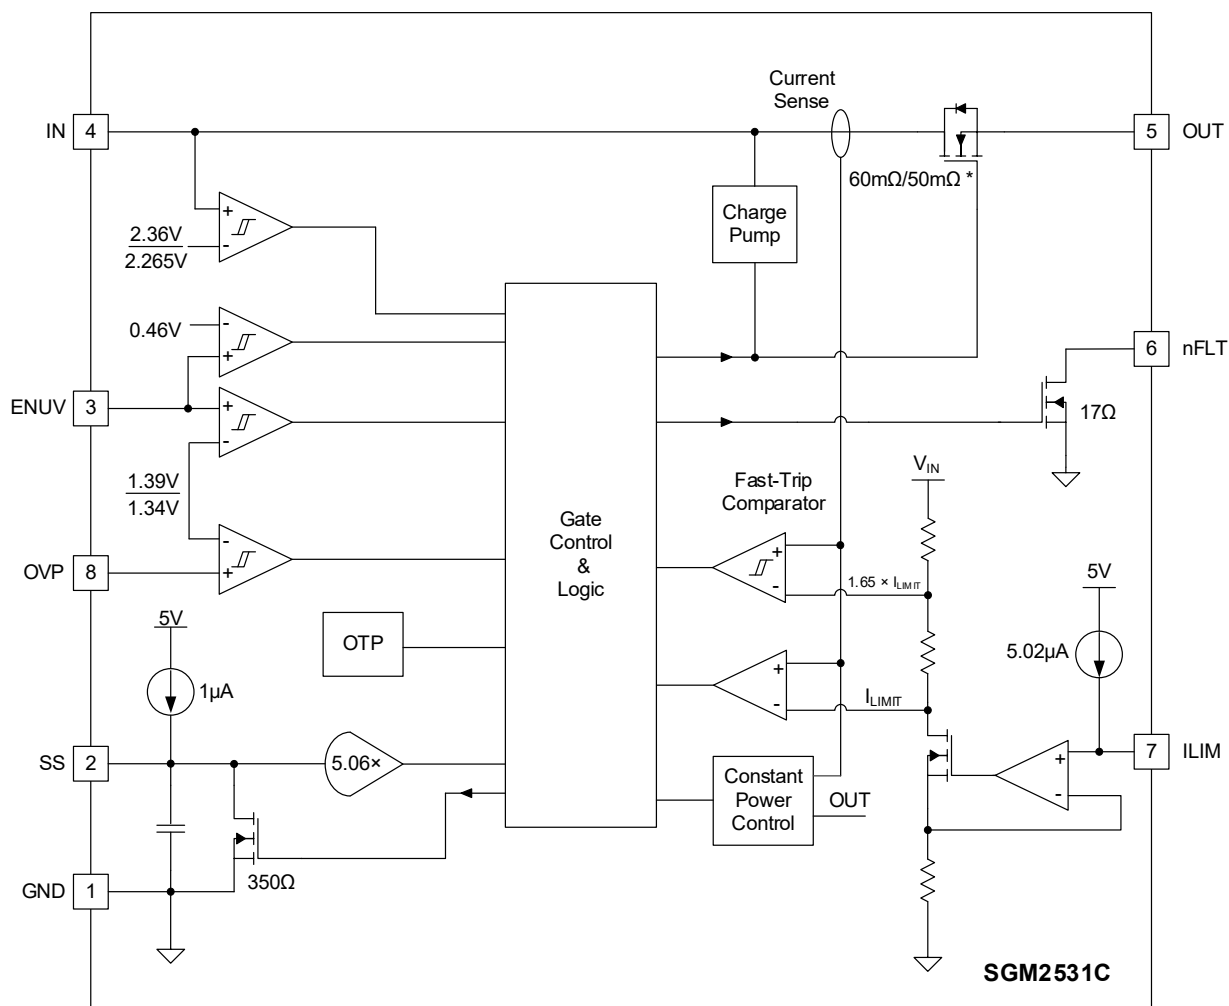 Current
Sense
IN
4
5
OUT
60mΩ/50mΩ *
Charge
Pump
+
-
2.36V
2.265V
-
+
0.46V
6
nFLT
ENUV
3
+
-
17Ω
1.39V
1.34V
V_IN
Fast-Trip
Comparator
Gate
Control
&
Logic
-
+
OVP
8
+
-
1.65 × I_LIMIT
5V
5V
OTP
5.02µA
1µA
+
-
I_LIMIT
SS
2
5.06×
7
ILIM
+
-
Constant
Power
Control
OUT
GND
1
350Ω
SGM2531C